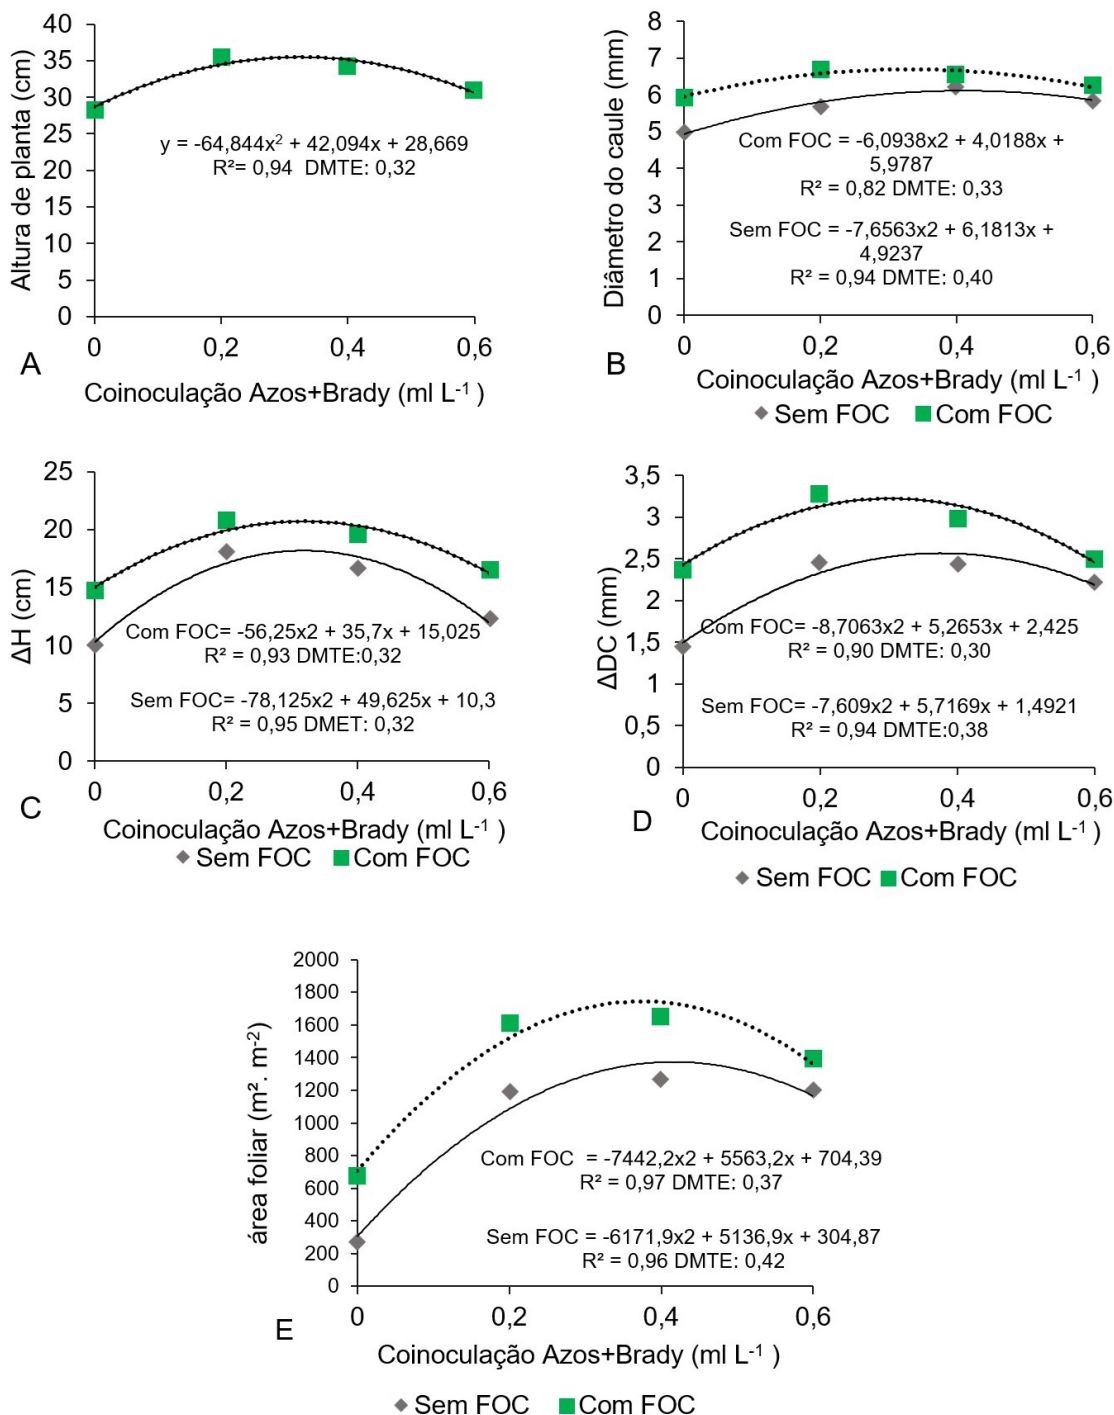 40
35
30
25
20
15
10
5
0
Altura de planta (cm)
y = -64,844x² + 42,094x + 28,669
R²= 0,94 DMTE: 0,32
0 0,2 0,4 0,6
A
Coinoculação Azos+Brady (ml L⁻¹ )
8
7
6
5
4
3
2
1
0
Diâmetro do caule (mm)
Com FOC = -6,0938x2 + 4,0188x +
5,9787
R² = 0,82 DMTE: 0,33
Sem FOC = -7,6563x2 + 6,1813x +
4,9237
R² = 0,94 DMTE: 0,40
0 0,2 0,4 0,6
B
Coinoculação Azos+Brady (ml L⁻¹ )
Sem FOC Com FOC
25
20
15
10
5
0
ΔH (cm)
Com FOC= -56,25x2 + 35,7x + 15,025
R² = 0,93 DMTE:0,32
Sem FOC= -78,125x2 + 49,625x + 10,3
R² = 0,95 DMET: 0,32
0 0,2 0,4 0,6
C
Coinoculação Azos+Brady (ml L⁻¹ )
Sem FOC Com FOC
3,5
3
2,5
2
1,5
1
0,5
0
ΔDC (mm)
Com FOC= -8,7063x2 + 5,2653x + 2,425
R² = 0,90 DMTE: 0,30
Sem FOC= -7,609x2 + 5,7169x + 1,4921
R² = 0,94 DMTE:0,38
0 0,2 0,4 0,6
D
Coinoculação Azos+Brady (ml L⁻¹ )
Sem FOC Com FOC
2000
1800
1600
1400
1200
1000
800
600
400
200
0
área foliar (m². m⁻²)
Com FOC = -7442,2x2 + 5563,2x + 704,39
R² = 0,97 DMTE: 0,37
Sem FOC = -6171,9x2 + 5136,9x + 304,87
R² = 0,96 DMTE: 0,42
0 0,2 0,4 0,6
E
Coinoculação Azos+Brady (ml L⁻¹ )
Sem FOC Com FOC